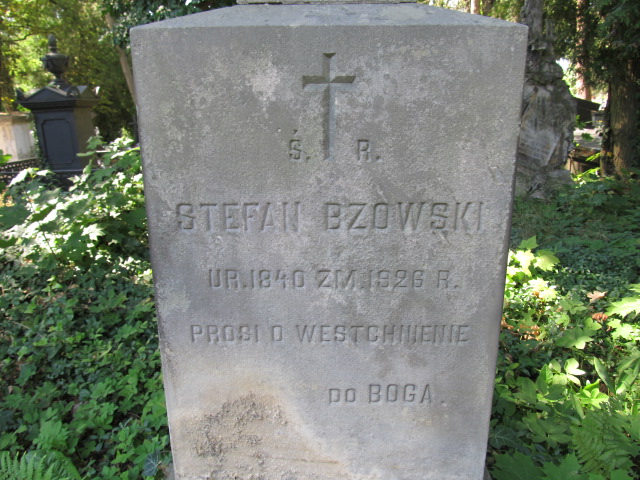 Ś. R.
STEFAN BZOWSKI
UR.1840 ZM.1926 R.
PROSI O WESTCHNIENIE
DO BOGA.